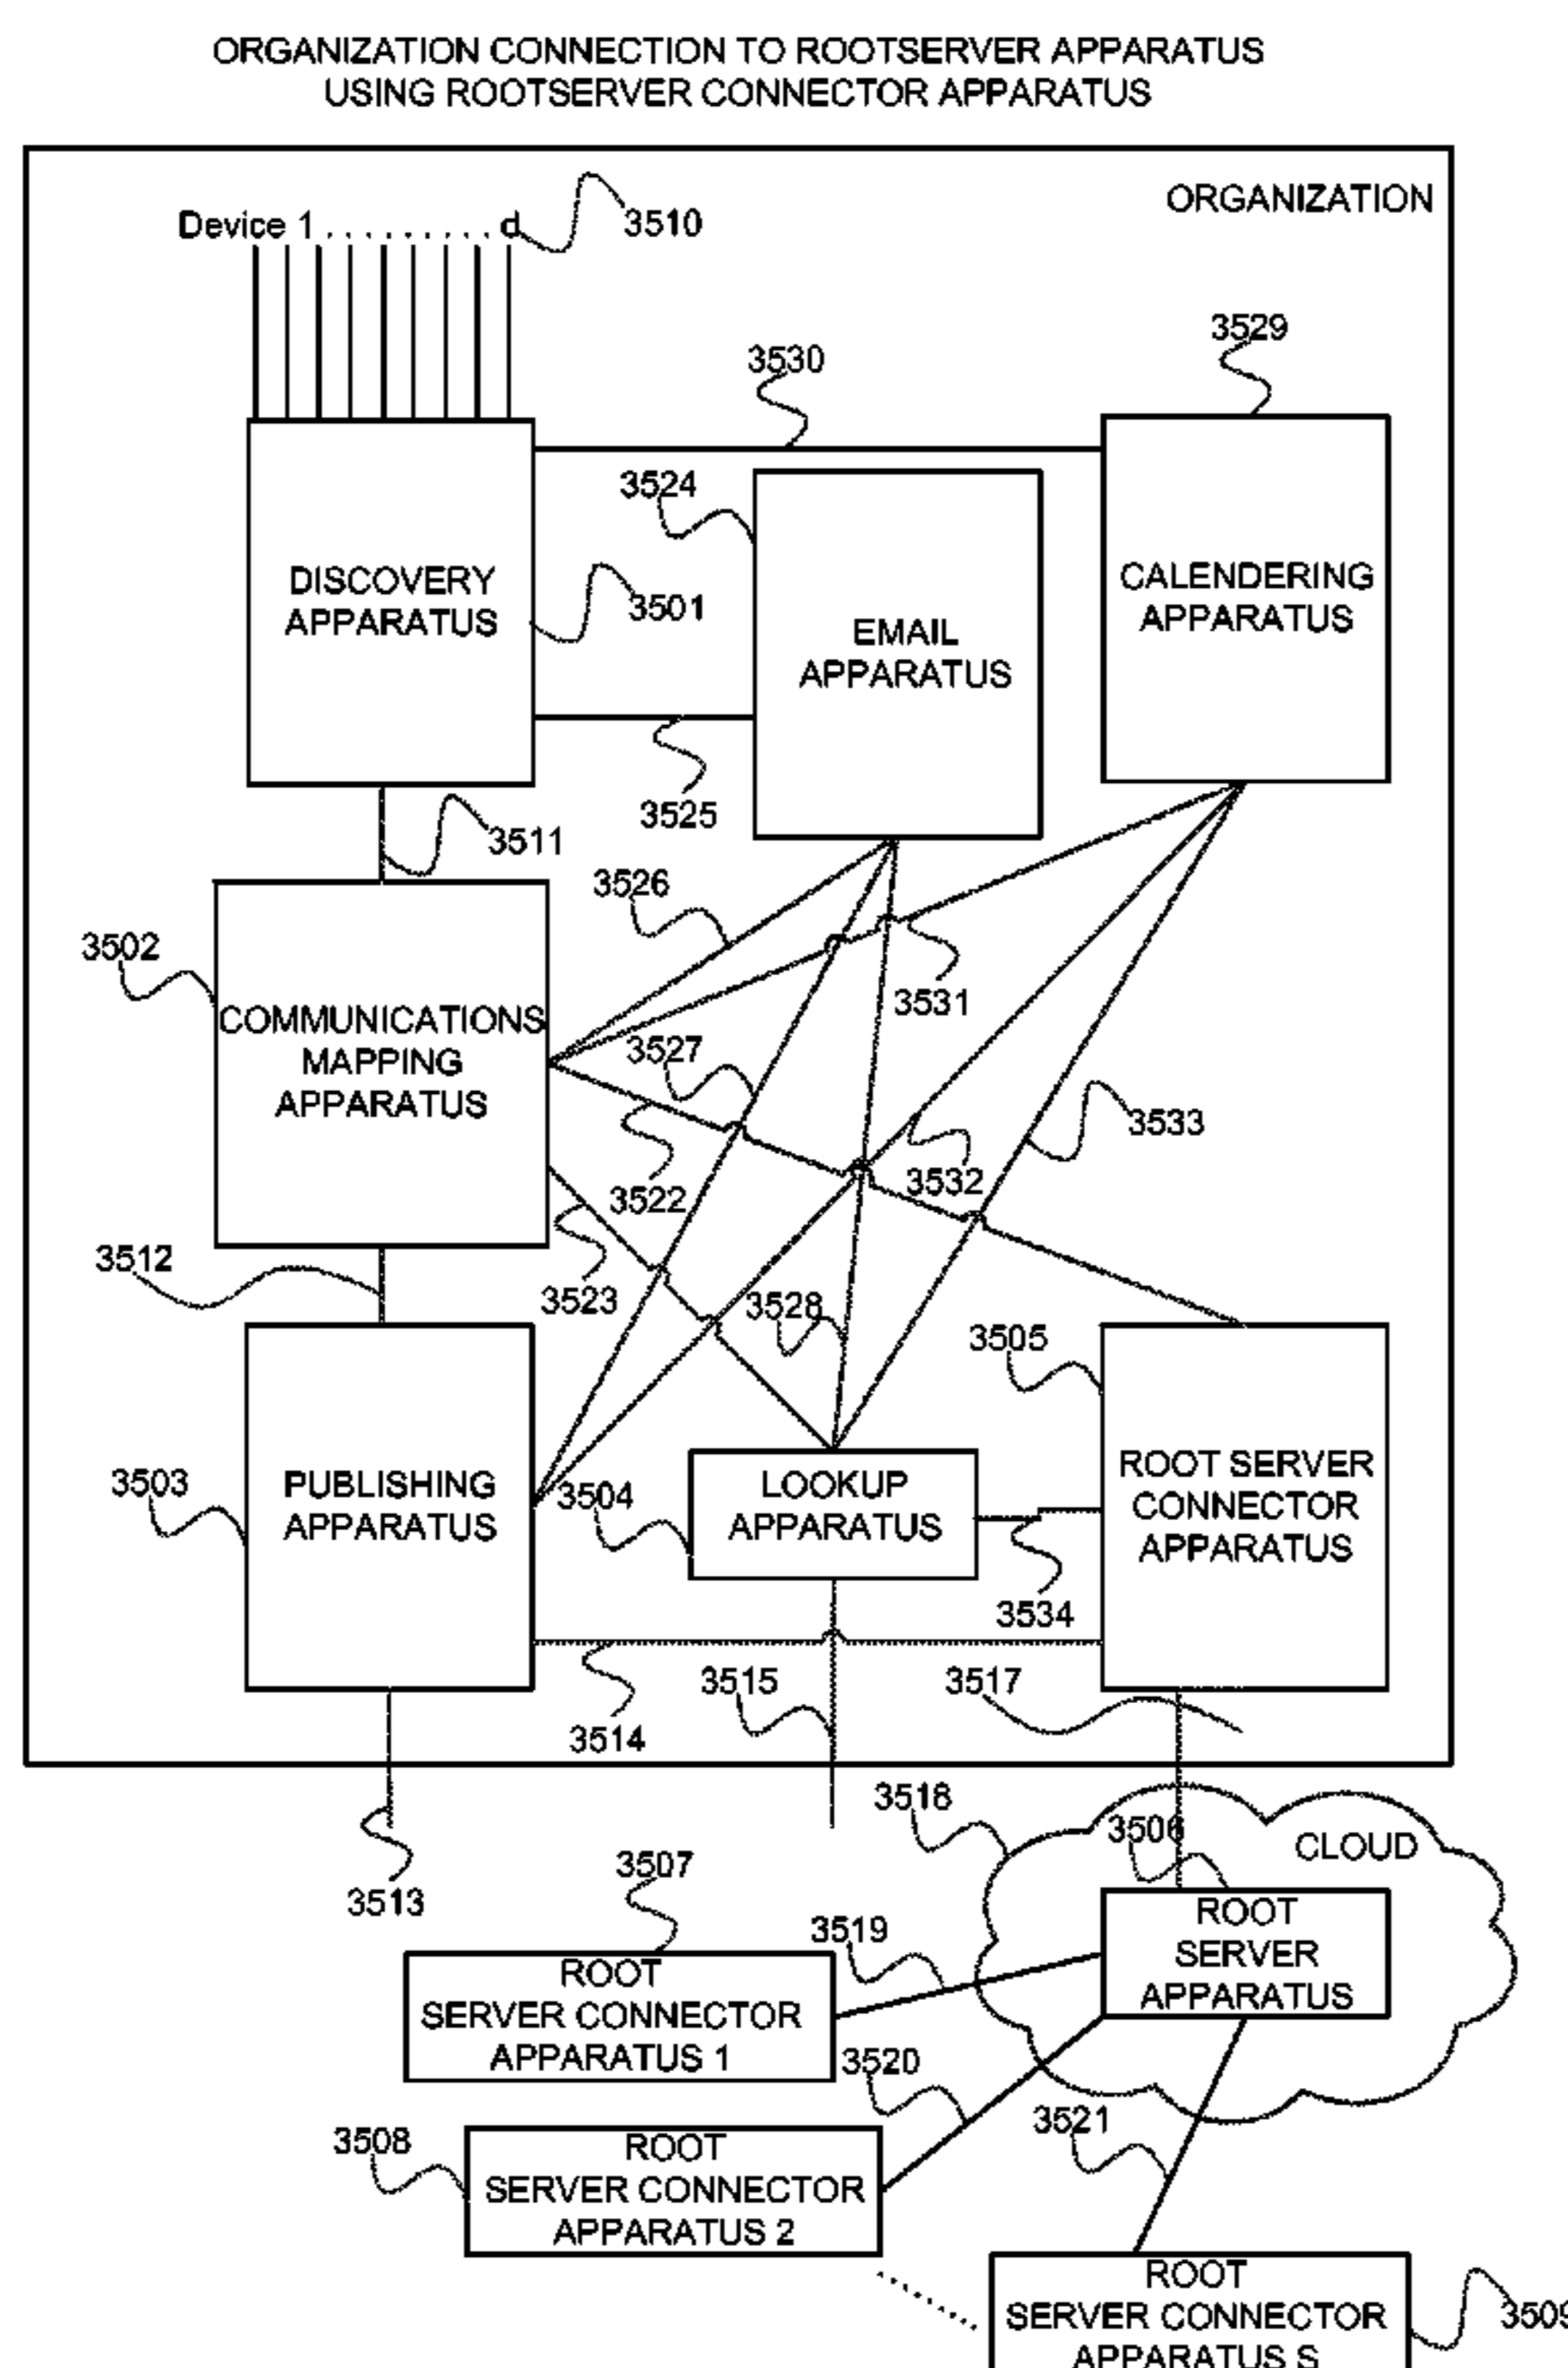 ORGANIZATION CONNECTION TO ROOTSERVER APPARATUS
USING ROOTSERVER CONNECTOR APPARATUS
ORGANIZATION
Device 1 . . . . . . . . . d
3510
3529
3530
3524
DISCOVERY
APPARATUS
3501
EMAIL
APPARATUS
CALENDERING
APPARATUS
3525
3511
3526
3502
3531
COMMUNICATIONS
MAPPING
APPARATUS
3527
3533
3532
3522
3512
3523
3528
3505
3503
PUBLISHING
APPARATUS
3504
LOOKUP
APPARATUS
ROOT SERVER
CONNECTOR
APPARATUS
3534
3515
3517
3514
3518
3506
CLOUD
3513
3507
3519
ROOT
SERVER
APPARATUS
ROOT
SERVER CONNECTOR
APPARATUS 1
3520
3521
3508
ROOT
SERVER CONNECTOR
APPARATUS 2
ROOT
SERVER CONNECTOR
APPARATUS S
3509